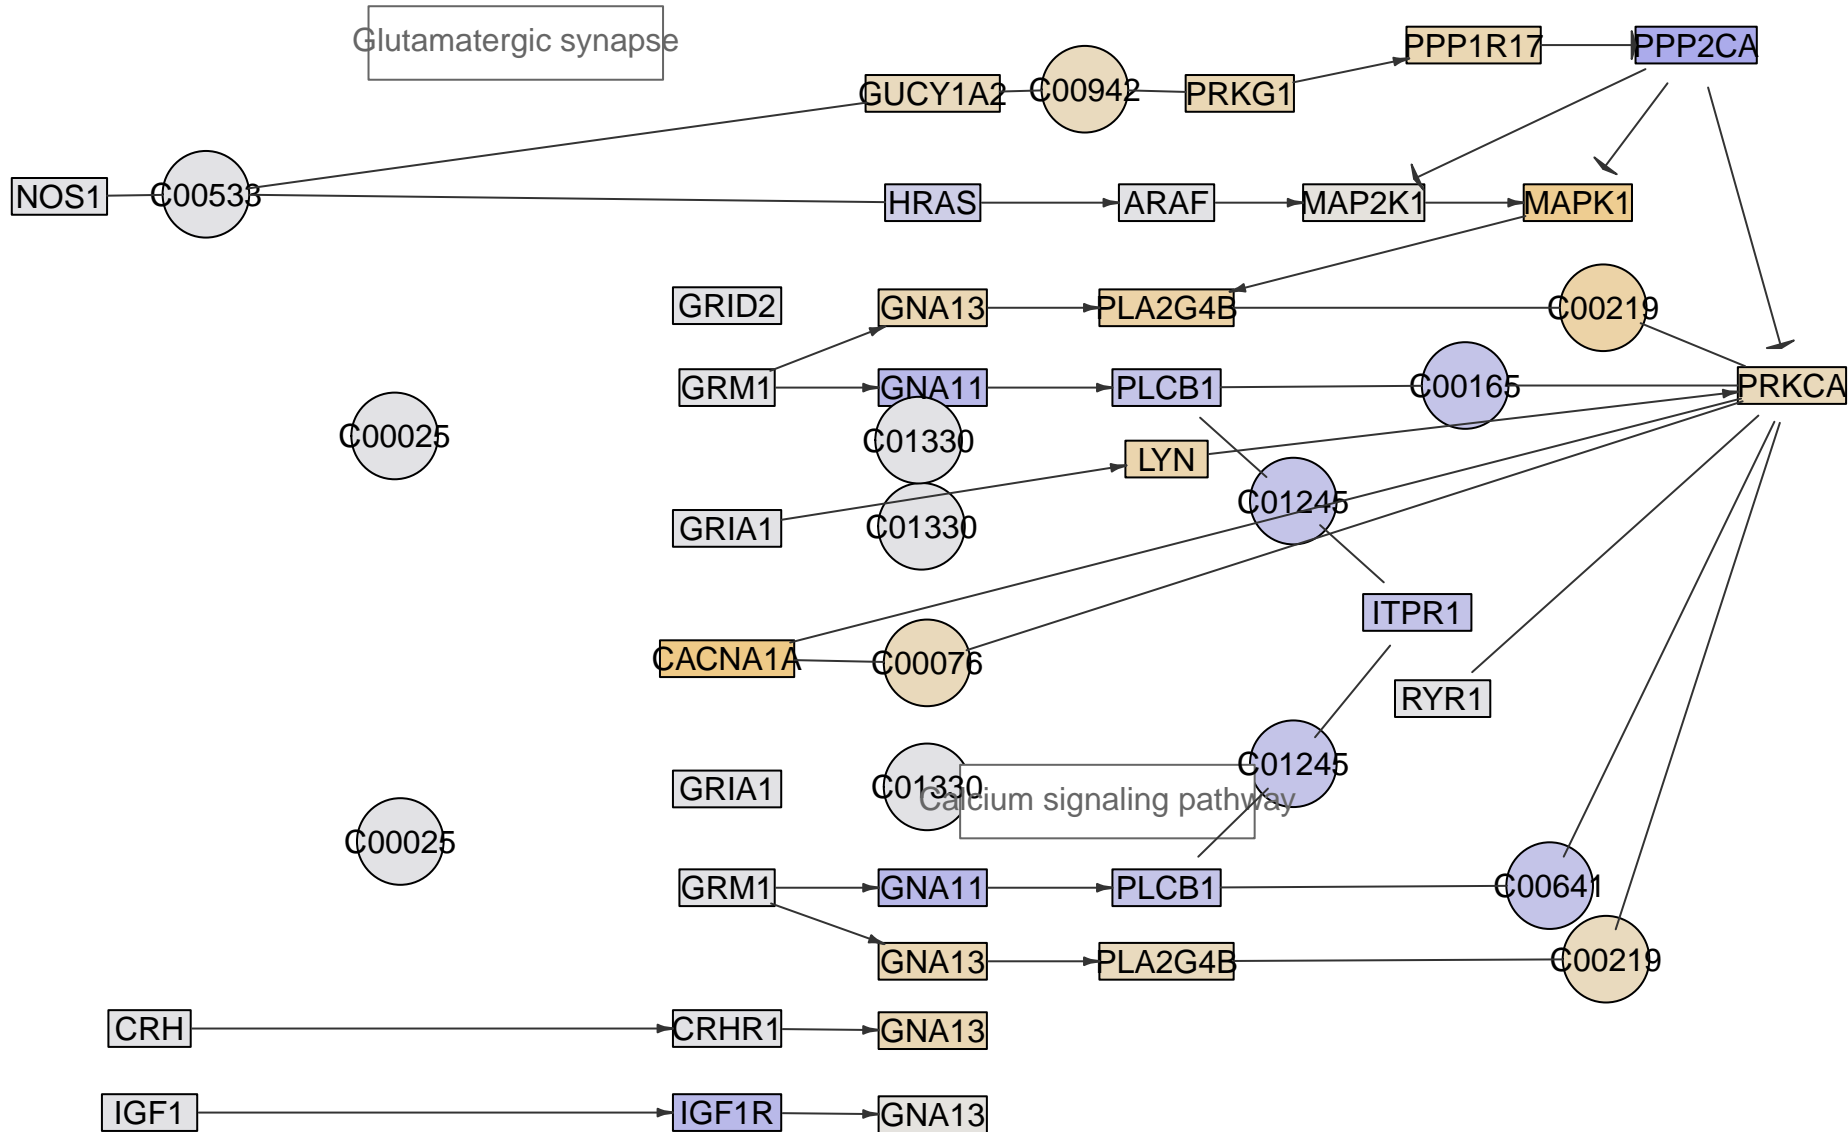 Glutamatergic synapse
PPP1R17
PPP2CA
GUCY1A2
C00942
PRKG1
NOS1
C00533
HRAS
ARAF
MAP2K1
MAPK1
GRID2
GNA13
PLA2G4B
C00219
GRM1
GNA11
PLCB1
C00165
PRKCA
C00025
C01330
LYN
C01245
GRIA1
C01330
ITPR1
CACNA1A
C00076
RYR1
C01245
GRIA1
C01330
Calcium signaling pathway
C00025
GRM1
GNA11
PLCB1
C00641
GNA13
PLA2G4B
C00219
CRH
CRHR1
GNA13
IGF1
IGF1R
GNA13